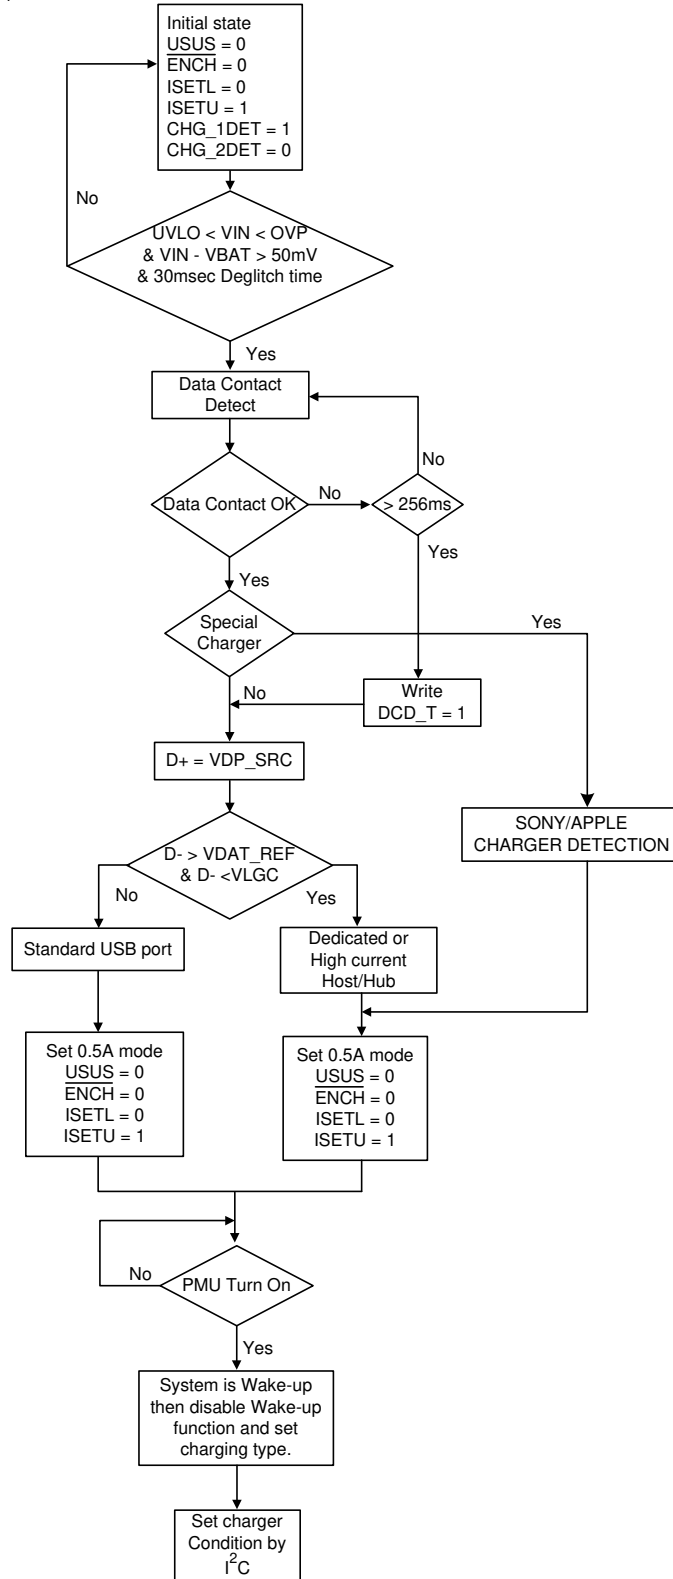 Initial state
USUS = 0
ENCH = 0
ISETL = 0
ISETU = 1
CHG_1DET = 1
CHG_2DET = 0
No
UVLO < VIN < OVP
& VIN - VBAT > 50mV
& 30msec Deglitch time
Yes
Data Contact
Detect
No
Data Contact OK
No
> 256ms
Yes
Yes
Special
Charger
Yes
No
Write
DCD_T = 1
D+ = VDP_SRC
SONY/APPLE
CHARGER DETECTION
D- > VDAT_REF
& D- <VLGC
No
Yes
Standard USB port
Dedicated or
High current
Host/Hub
Set 0.5A mode
USUS = 0
ENCH = 0
ISETL = 0
ISETU = 1
Set 0.5A mode
USUS = 0
ENCH = 0
ISETL = 0
ISETU = 1
No
PMU Turn On
Yes
System is Wake-up
then disable Wake-up
function and set
charging type.
Set charger
Condition by
I²C